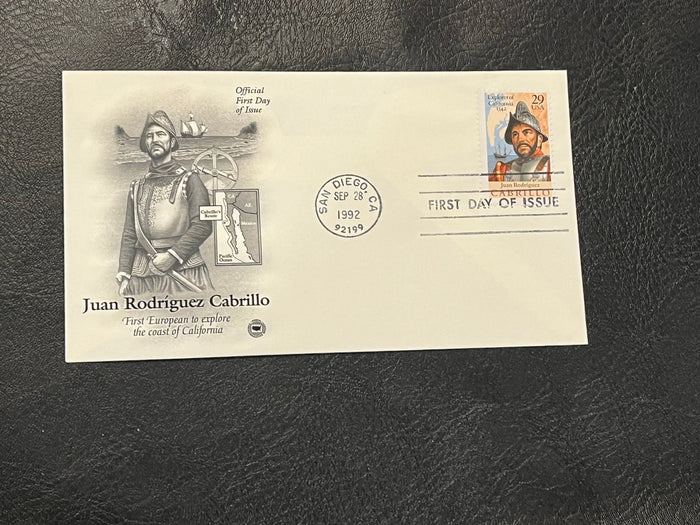 Official
First Day
of Issue
Cabrillo's
Route
Mexico
Pacific
Ocean
Juan Rodríguez Cabrillo
First European to explore
the coast of California
SAN DIEGO, CA
SEP 28
1992
92199
Explorer of
California
1542
29
USA
Juan Rodríguez
CABRILLO
FIRST DAY OF ISSUE